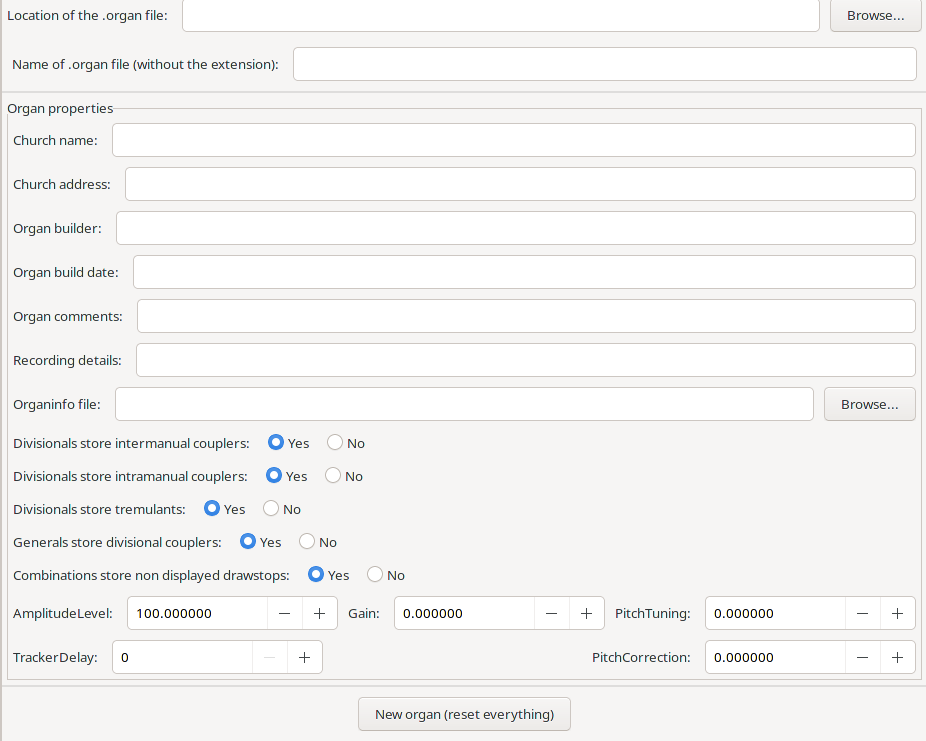 Location of the .organ file: Browse...
Name of .organ file (without the extension):
Organ properties
Church name:
Church address:
Organ builder:
Organ build date:
Organ comments:
Recording details:
Organinfo file: Browse...
Divisionals store intermanual couplers: Yes No
Divisionals store intramanual couplers: Yes No
Divisionals store tremulants: Yes No
Generals store divisional couplers: Yes No
Combinations store non displayed drawstops: Yes No
AmplitudeLevel: 100.000000 − + Gain: 0.000000 − + PitchTuning: 0.000000 − +
TrackerDelay: 0 − + PitchCorrection: 0.000000 − +
New organ (reset everything)